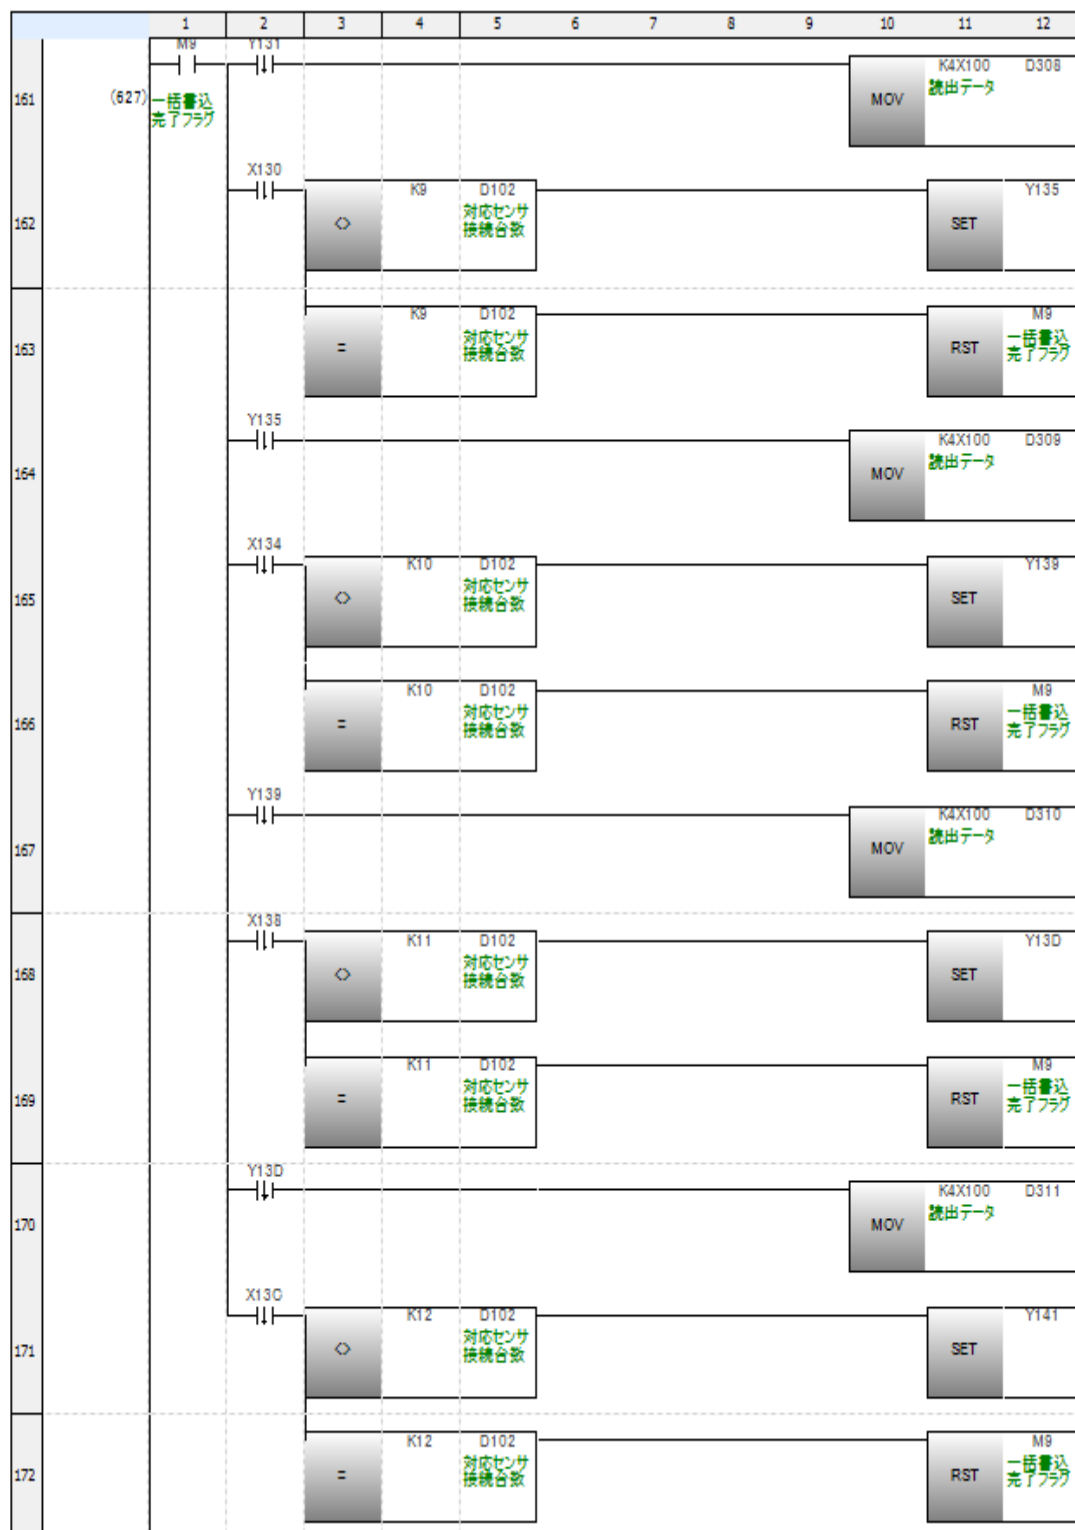 1 2 3 4 5 6 7 8 9 10 11 12
M9 Y131 K4X100 D308
161 (627) 一括書込 完了フラグ MOV 読出データ
X130 K9 D102 Y135
162 <> 対応センサ 接続台数 SET
K9 D102 M9
163 = 対応センサ 接続台数 RST 一括書込 完了フラグ
Y135 K4X100 D309
164 MOV 読出データ
X134 K10 D102 Y139
165 <> 対応センサ 接続台数 SET
K10 D102 M9
166 = 対応センサ 接続台数 RST 一括書込 完了フラグ
Y139 K4X100 D310
167 MOV 読出データ
X138 K11 D102 Y13D
168 <> 対応センサ 接続台数 SET
K11 D102 M9
169 = 対応センサ 接続台数 RST 一括書込 完了フラグ
Y13D K4X100 D311
170 MOV 読出データ
X13C K12 D102 Y141
171 <> 対応センサ 接続台数 SET
K12 D102 M9
172 = 対応センサ 接続台数 RST 一括書込 完了フラグ